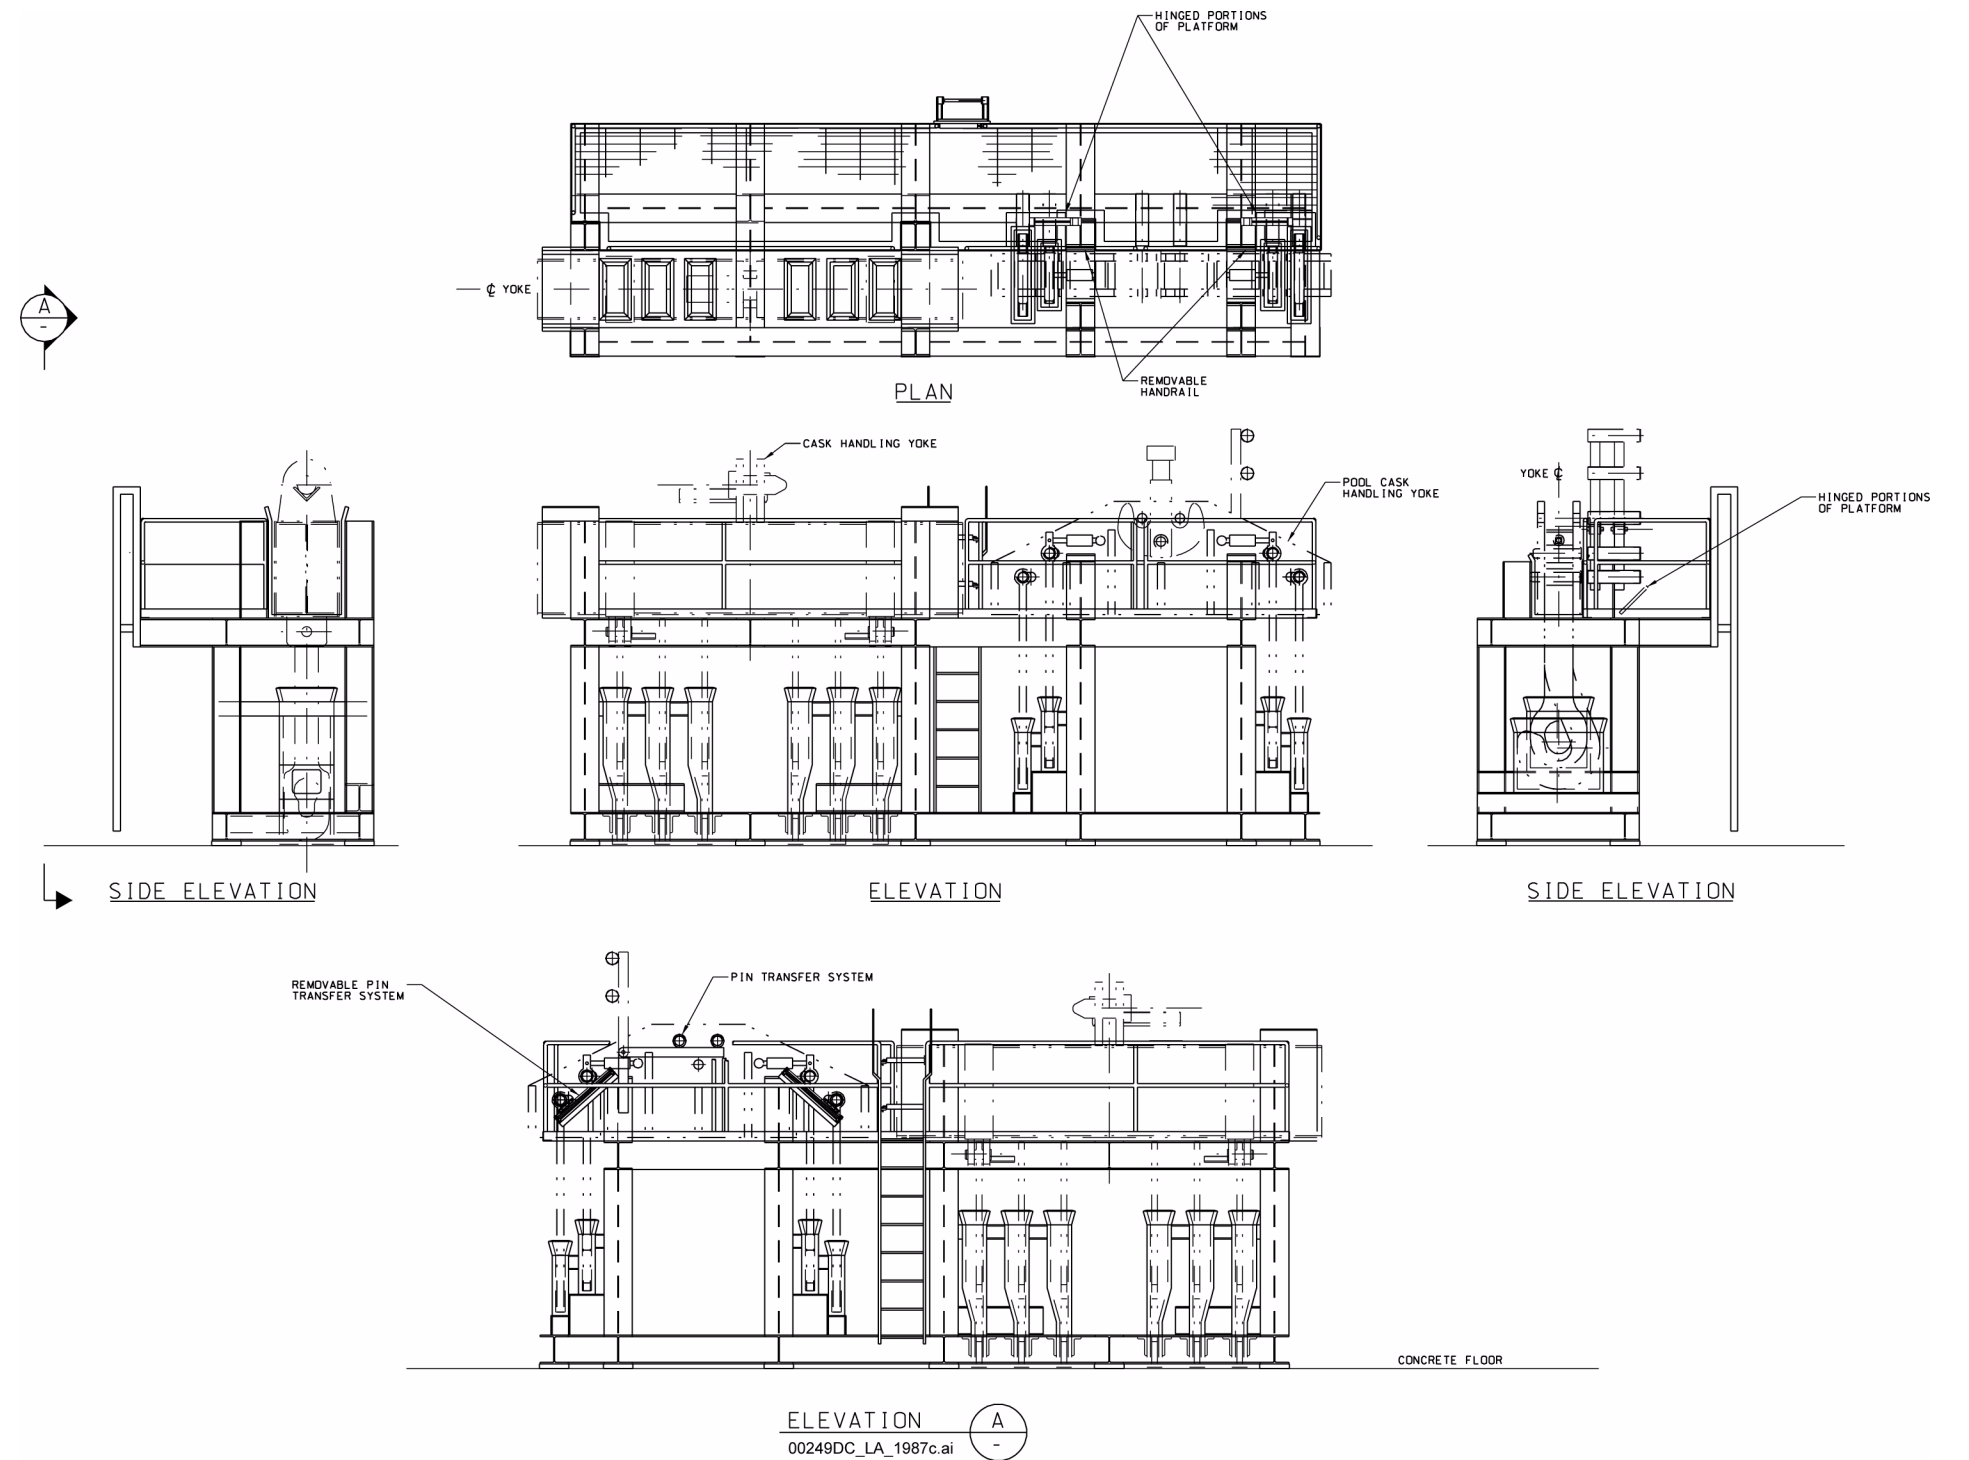 HINGED PORTIONS
OF PLATFORM
℄ YOKE
A
-
REMOVABLE
HANDRAIL
PLAN
CASK HANDLING YOKE
POOL CASK
HANDLING YOKE
YOKE ℄
HINGED PORTIONS
OF PLATFORM
SIDE ELEVATION
ELEVATION
SIDE ELEVATION
REMOVABLE PIN
TRANSFER SYSTEM
PIN TRANSFER SYSTEM
CONCRETE FLOOR
ELEVATION
A
-
00249DC_LA_1987c.ai